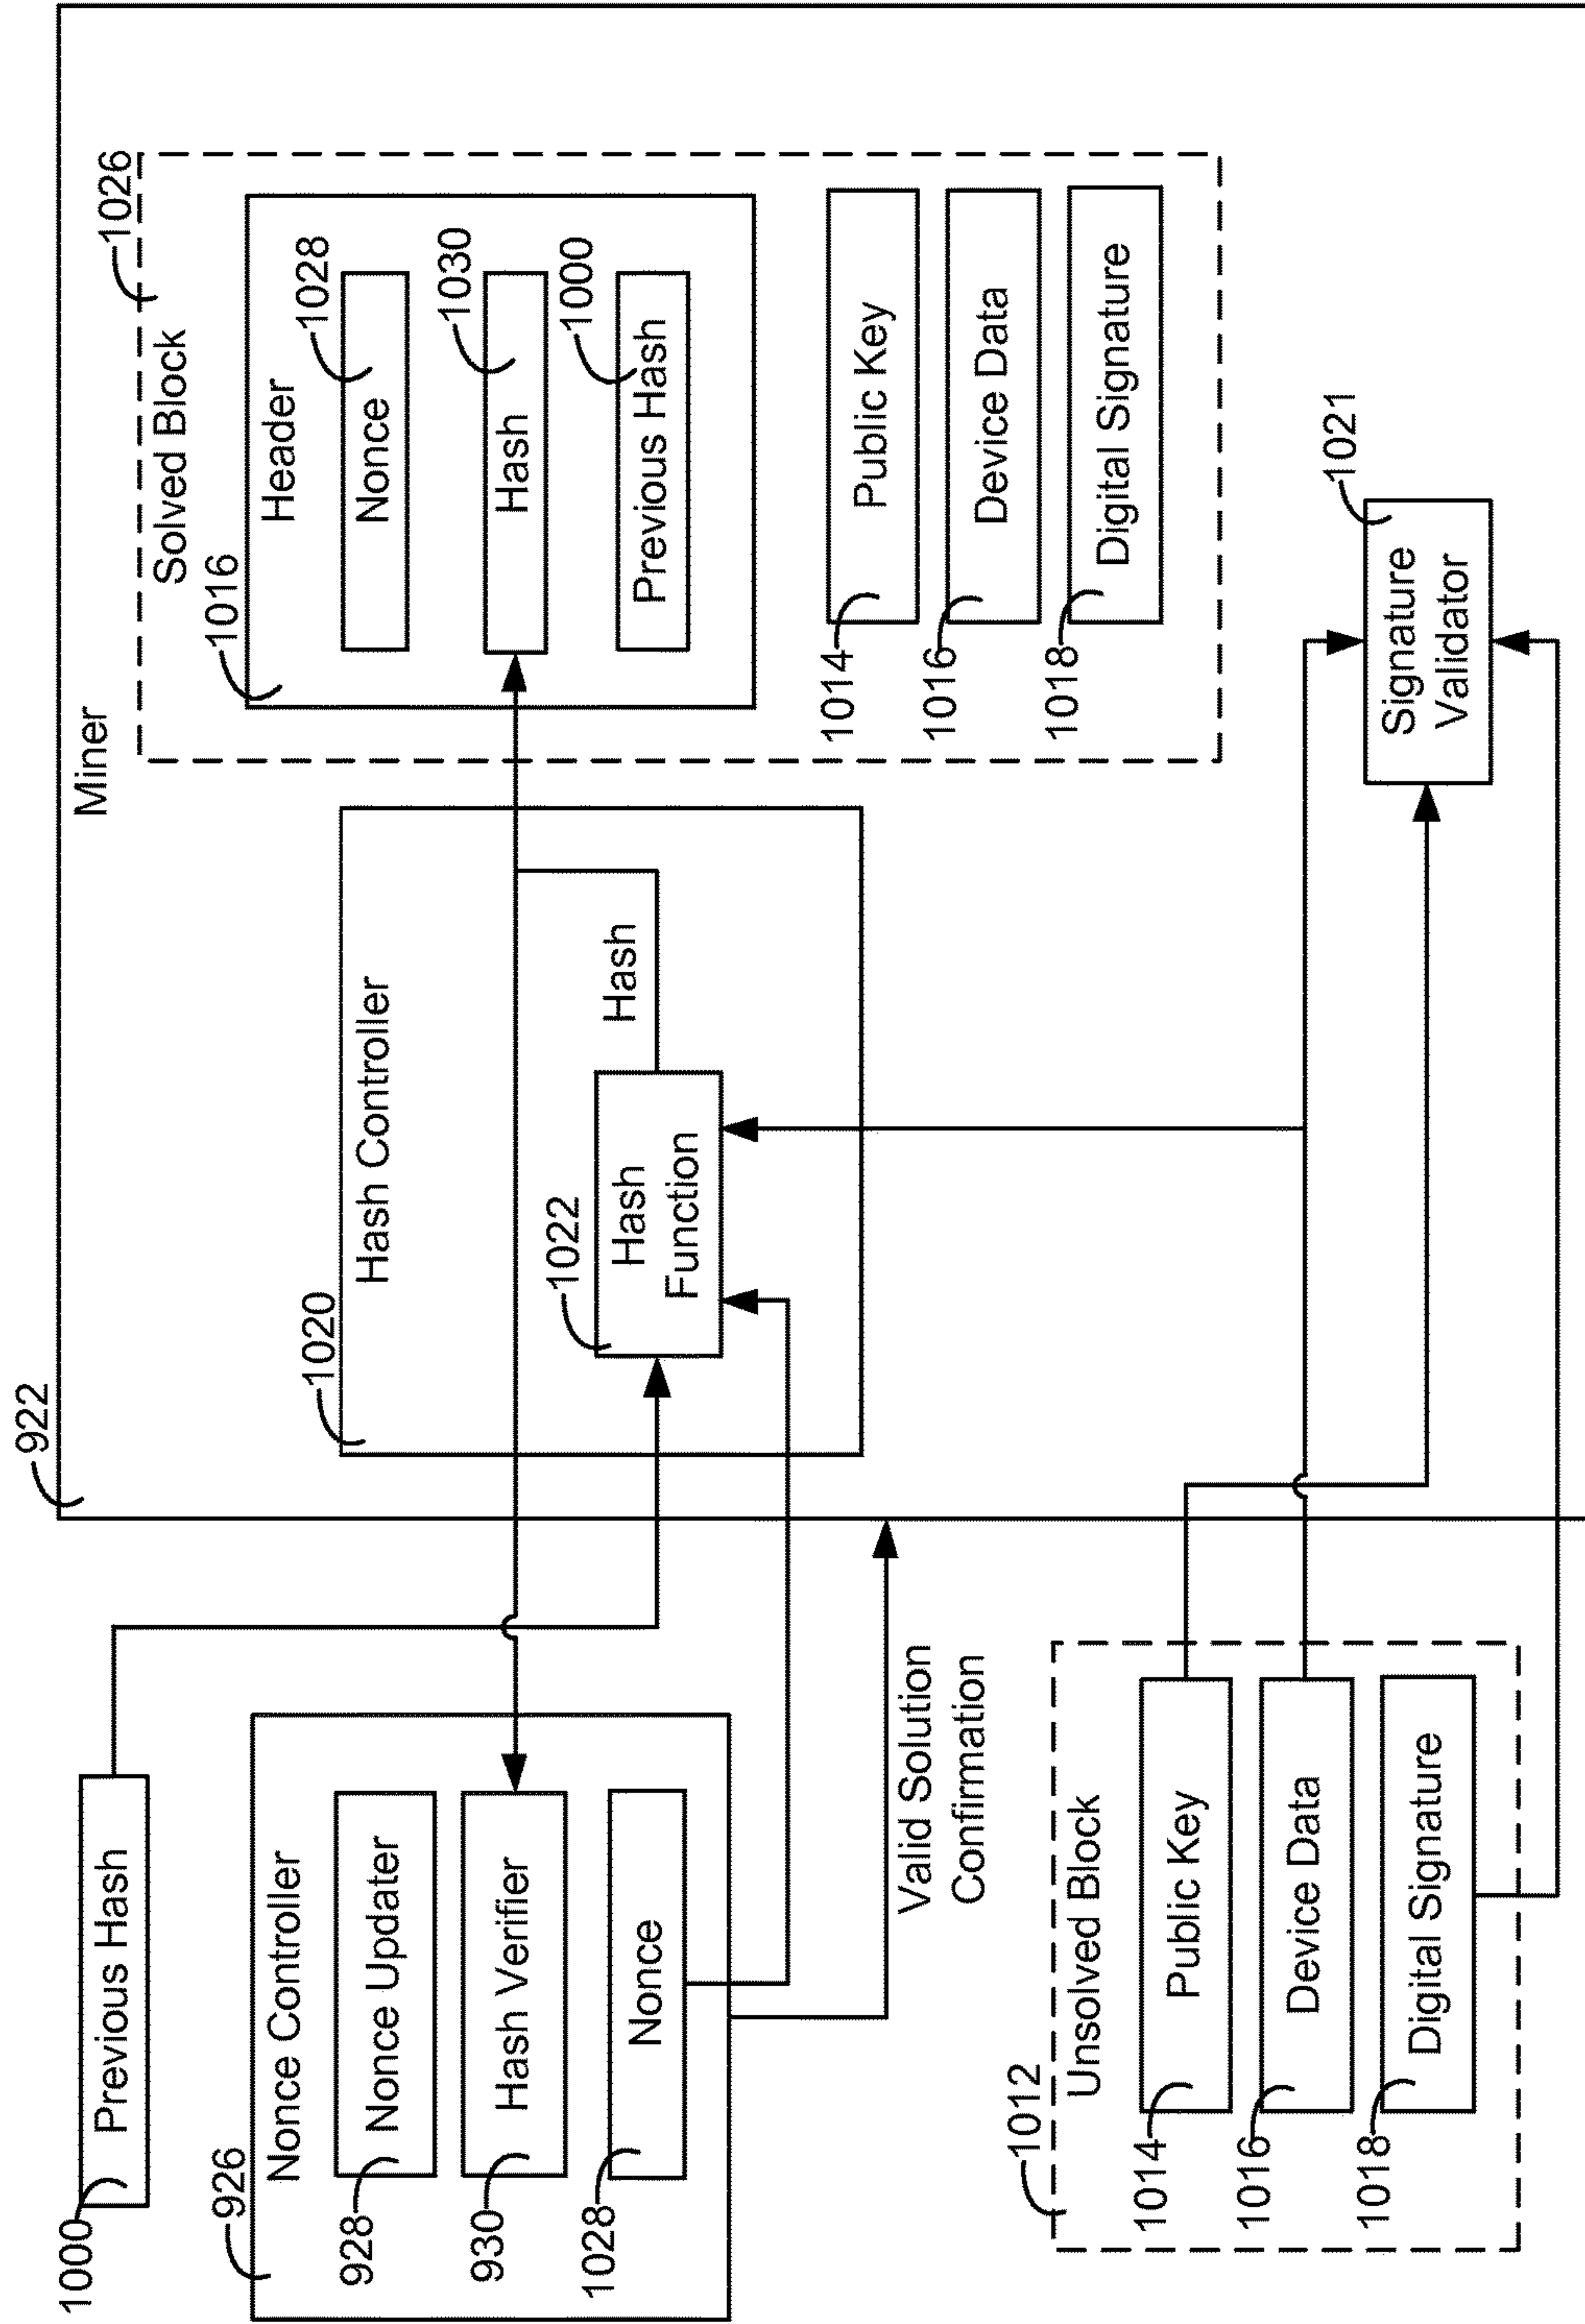 922
Miner
1000
Previous Hash
926
Nonce Controller
928
Nonce Updater
930
Hash Verifier
1028
Nonce
Valid Solution
Confirmation
1020
Hash Controller
1022
Hash
Function
Hash
1026
Solved Block
1016
Header
Nonce
1028
Hash
1030
Previous Hash
1000
1014
Public Key
1016
Device Data
1018
Digital Signature
1012
Unsolved Block
1014
Public Key
1016
Device Data
1018
Digital Signature
Signature
Validator
1021